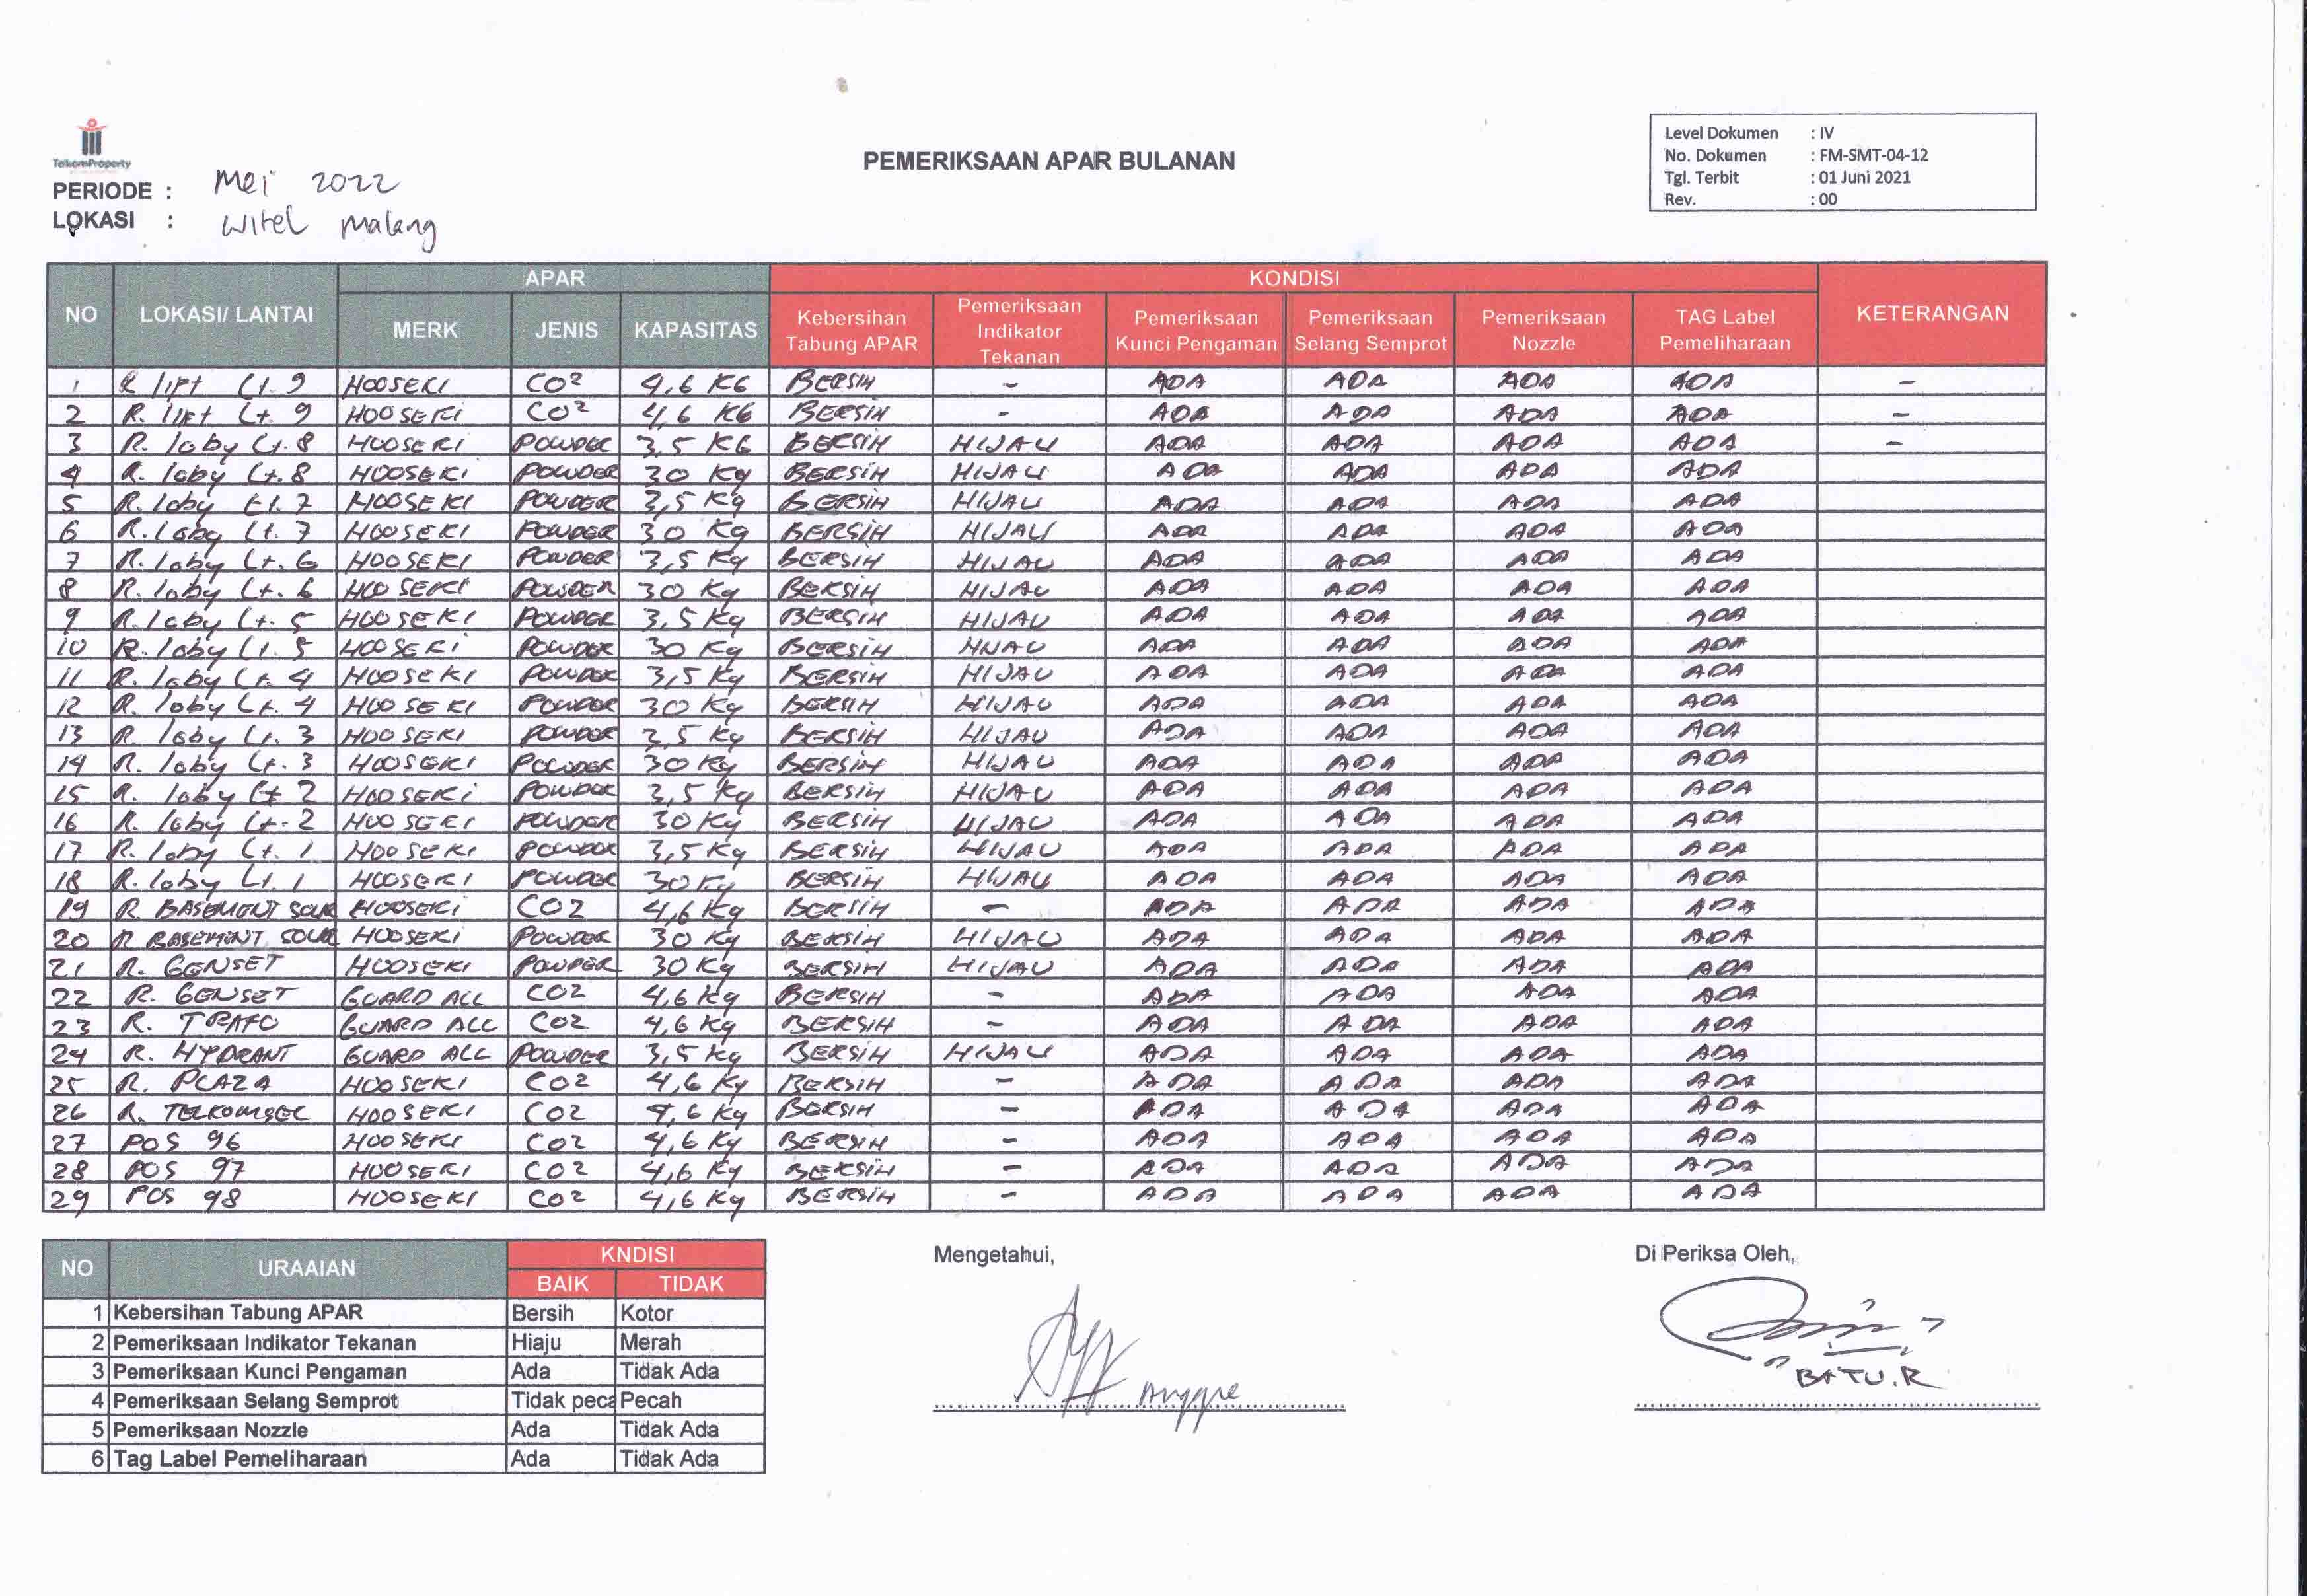 TelkomProperty
PERIODE : Mei 2022
LOKASI : Witel Malang
PEMERIKSAAN APAR BULANAN
Level Dokumen : IV
No. Dokumen : FM-SMT-04-12
Tgl. Terbit : 01 Juni 2021
Rev. : 00
NO LOKASI/ LANTAI APAR KONDISI KETERANGAN
MERK JENIS KAPASITAS Kebersihan Tabung APAR Pemeriksaan Indikator Tekanan Pemeriksaan Kunci Pengaman Pemeriksaan Selang Semprot Pemeriksaan Nozzle TAG Label Pemeliharaan
1 R lift Lt. 9 HOOSEKI CO2 4,6 KG BERSIH - ADA ADA ADA ADA -
2 R. lift Lt. 9 HOOSEKI CO2 4,6 KG BERSIH - ADA ADA ADA ADA -
3 R. loby Lt. 8 HOOSEKI POWDER 3,5 KG BERSIH HIJAU ADA ADA ADA ADA -
4 R. loby Lt. 8 HOOSEKI POWDER 30 Kg BERSIH HIJAU ADA ADA ADA ADA
5 R. loby Lt. 7 HOOSEKI POWDER 3,5 Kg BERSIH HIJAU ADA ADA ADA ADA
6 R. loby Lt. 7 HOOSEKI POWDER 30 Kg BERSIH HIJAU ADA ADA ADA ADA
7 R. loby Lt. 6 HOOSEKI POWDER 3,5 Kg BERSIH HIJAU ADA ADA ADA ADA
8 R. loby Lt. 6 HOOSEKI POWDER 30 Kg BERSIH HIJAU ADA ADA ADA ADA
9 R. loby Lt. 5 HOOSEKI POWDER 3,5 Kg BERSIH HIJAU ADA ADA ADA ADA
10 R. loby Lt. 5 HOOSEKI POWDER 30 Kg BERSIH HIJAU ADA ADA ADA ADA
11 R. loby Lt. 4 HOOSEKI POWDER 3,5 Kg BERSIH HIJAU ADA ADA ADA ADA
12 R. loby Lt. 4 HOOSEKI POWDER 30 Kg BERSIH HIJAU ADA ADA ADA ADA
13 R. loby Lt. 3 HOOSEKI POWDER 3,5 Kg BERSIH HIJAU ADA ADA ADA ADA
14 R. loby Lt. 3 HOOSEKI POWDER 30 Kg BERSIH HIJAU ADA ADA ADA ADA
15 R. loby Lt 2 HOOSEKI POWDER 3,5 Kg BERSIH HIJAU ADA ADA ADA ADA
16 R. loby Lt. 2 HOOSEKI POWDER 30 Kg BERSIH HIJAU ADA ADA ADA ADA
17 R. loby Lt. 1 HOOSEKI POWDER 3,5 Kg BERSIH HIJAU ADA ADA ADA ADA
18 R. loby Lt. 1 HOOSEKI POWDER 30 Kg BERSIH HIJAU ADA ADA ADA ADA
19 R. BASEMENT HOOSEKI CO2 4,6 Kg BERSIH - ADA ADA ADA ADA
20 R BASEMENT HOOSEKI POWDER 30 Kg BERSIH HIJAU ADA ADA ADA ADA
21 R. GENSET HOOSEKI POWDER 30 Kg BERSIH HIJAU ADA ADA ADA ADA
22 R. GENSET GUARD ALL CO2 4,6 Kg BERSIH - ADA ADA ADA ADA
23 R. TRAFO GUARD ALL CO2 4,6 Kg BERSIH - ADA ADA ADA ADA
24 R. HYDRANT GUARD ALL POWDER 3,5 Kg BERSIH HIJAU ADA ADA ADA ADA
25 R. PLAZA HOOSEKI CO2 4,6 Kg BERSIH - ADA ADA ADA ADA
26 R. TELKOMSEL HOOSEKI CO2 4,6 Kg BERSIH - ADA ADA ADA ADA
27 POS 96 HOOSEKI CO2 4,6 Kg BERSIH - ADA ADA ADA ADA
28 POS 97 HOOSEKI CO2 4,6 Kg BERSIH - ADA ADA ADA ADA
29 POS 98 HOOSEKI CO2 4,6 Kg BERSIH - ADA ADA ADA ADA
NO URAAIAN KNDISI
BAIK TIDAK
1 Kebersihan Tabung APAR Bersih Kotor
2 Pemeriksaan Indikator Tekanan Hiaju Merah
3 Pemeriksaan Kunci Pengaman Ada Tidak Ada
4 Pemeriksaan Selang Semprot Tidak peca Pecah
5 Pemeriksaan Nozzle Ada Tidak Ada
6 Tag Label Pemeliharaan Ada Tidak Ada
Mengetahui,
Anggre
Di Periksa Oleh,
BATU.R